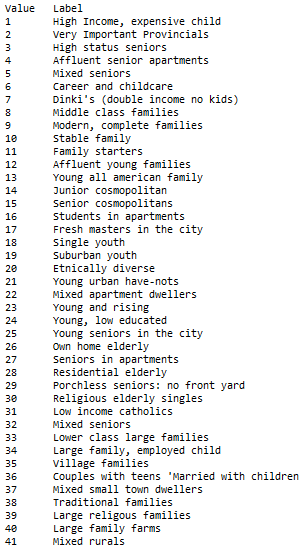 Value Label
1 High Income, expensive child
2 Very Important Provincials
3 High status seniors
4 Affluent senior apartments
5 Mixed seniors
6 Career and childcare
7 Dinki's (double income no kids)
8 Middle class families
9 Modern, complete families
10 Stable family
11 Family starters
12 Affluent young families
13 Young all american family
14 Junior cosmopolitan
15 Senior cosmopolitans
16 Students in apartments
17 Fresh masters in the city
18 Single youth
19 Suburban youth
20 Etnically diverse
21 Young urban have-nots
22 Mixed apartment dwellers
23 Young and rising
24 Young, low educated
25 Young seniors in the city
26 Own home elderly
27 Seniors in apartments
28 Residential elderly
29 Porchless seniors: no front yard
30 Religious elderly singles
31 Low income catholics
32 Mixed seniors
33 Lower class large families
34 Large family, employed child
35 Village families
36 Couples with teens 'Married with children
37 Mixed small town dwellers
38 Traditional families
39 Large religous families
40 Large family farms
41 Mixed rurals